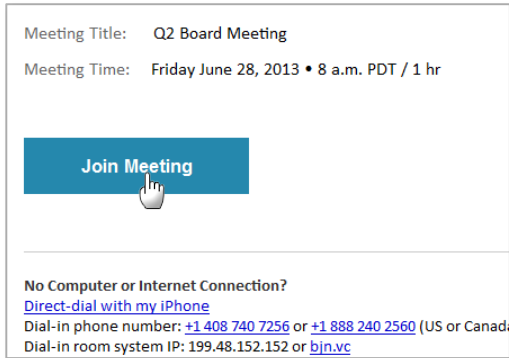 Meeting Title: Q2 Board Meeting
Meeting Time: Friday June 28, 2013 • 8 a.m. PDT / 1 hr
Join Meeting
No Computer or Internet Connection?
Direct-dial with my iPhone
Dial-in phone number: +1 408 740 7256 or +1 888 240 2560 (US or Canada
Dial-in room system IP: 199.48.152.152 or bjn.vc